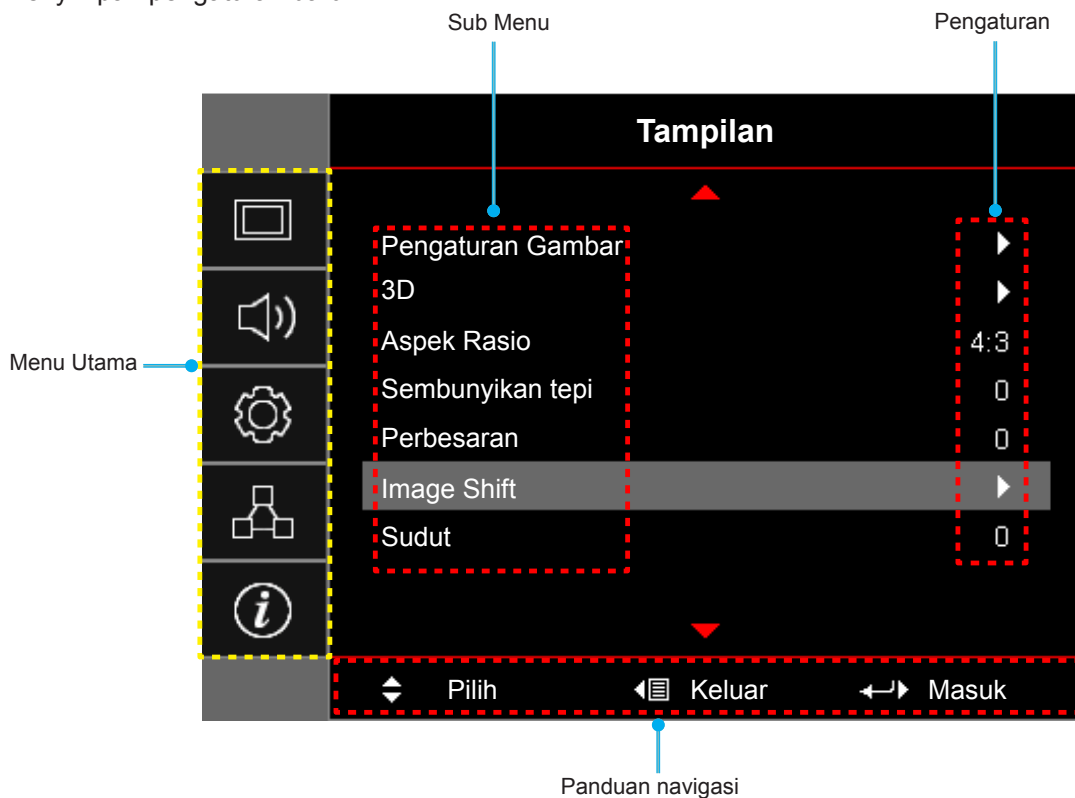 Sub Menu
Pengaturan
Tampilan
Pengaturan Gambar
3D
Aspek Rasio 4:3
Menu Utama
Sembunyikan tepi 0
Perbesaran 0
Image Shift
Sudut 0
Pilih Keluar Masuk
Panduan navigasi